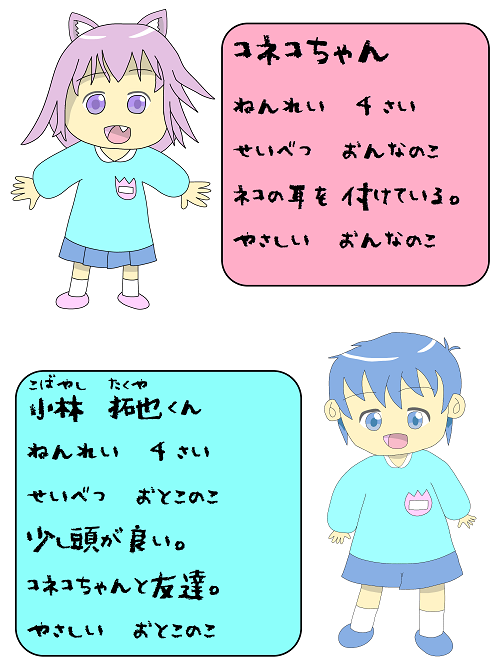 コネコちゃん
ねんれい 4さい
せいべつ おんなのこ
ネコの耳を付けている。
やさしい おんなのこ
こばやし たくや
小林 拓也くん
ねんれい 4さい
せいべつ おとこのこ
少し頭が良い。
コネコちゃんと友達。
やさしい おとこのこ